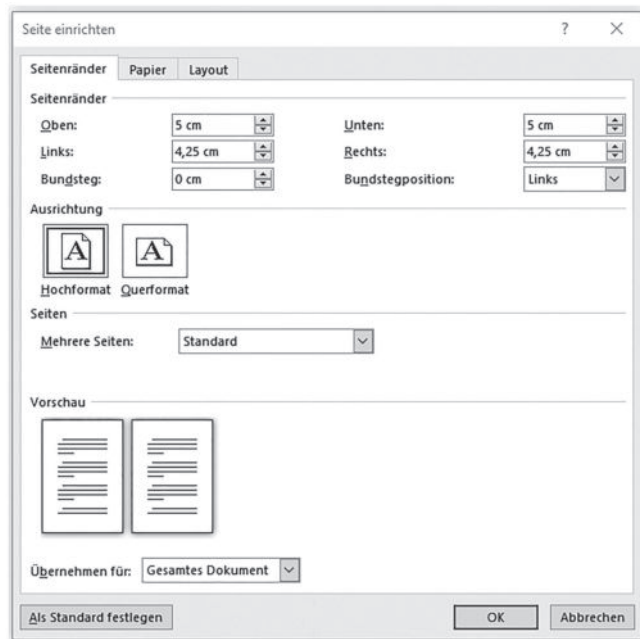 Seite einrichten ? ×
Seitenränder Papier Layout
Seitenränder
Oben: 5 cm Unten: 5 cm
Links: 4,25 cm Rechts: 4,25 cm
Bundsteg: 0 cm Bundstegposition: Links
Ausrichtung
A A
Hochformat Querformat
Seiten
Mehrere Seiten: Standard
Vorschau
Übernehmen für: Gesamtes Dokument
Als Standard festlegen OK Abbrechen